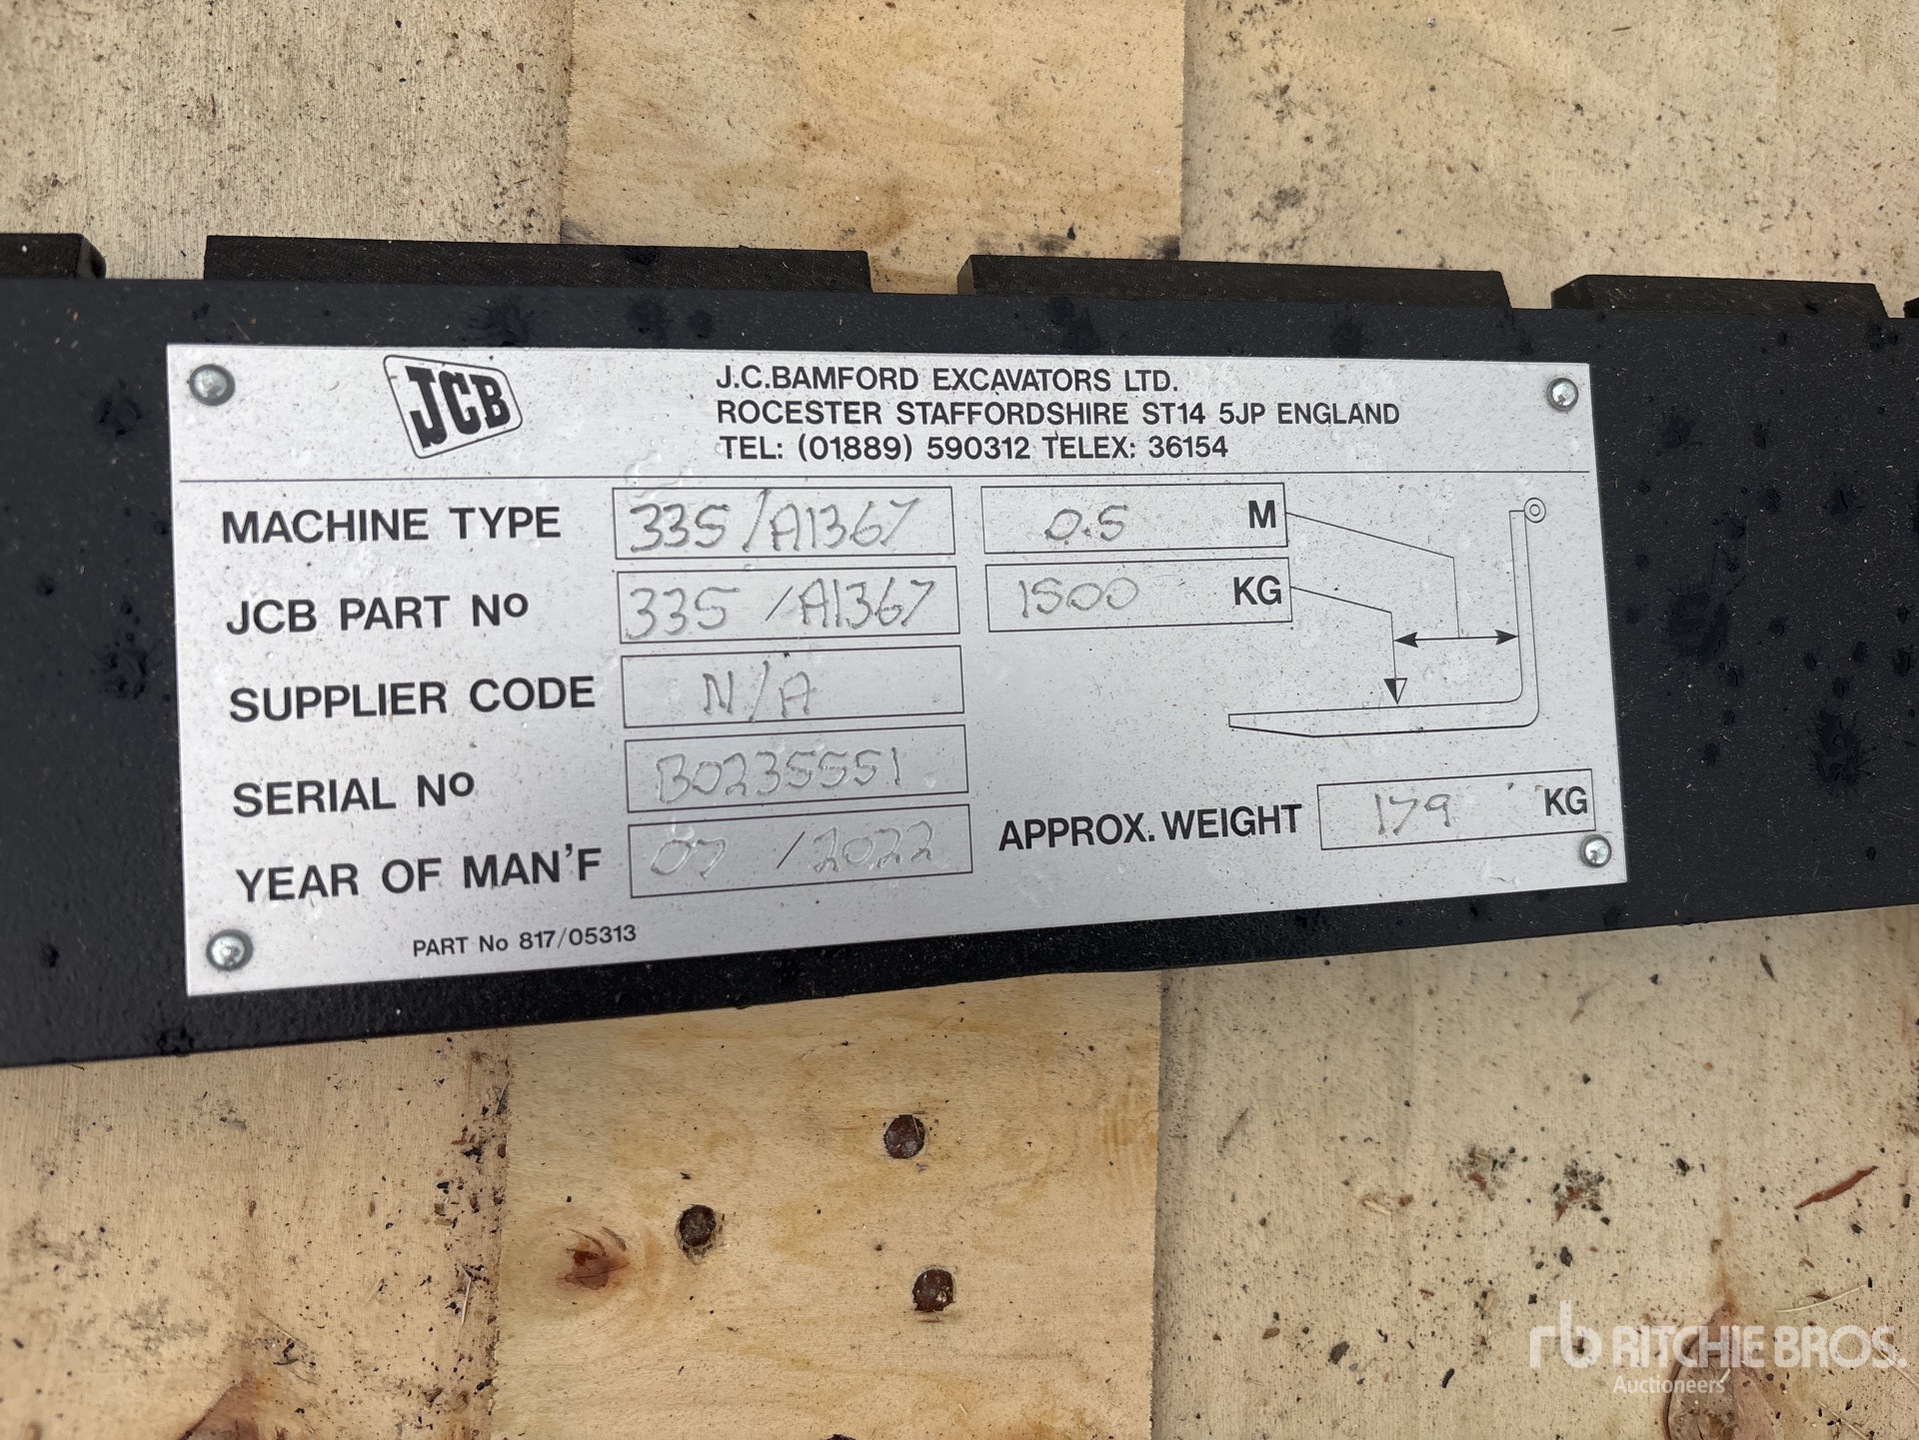 JCB
J.C.BAMFORD EXCAVATORS LTD.
ROCESTER STAFFORDSHIRE ST14 5JP ENGLAND
TEL: (01889) 590312 TELEX: 36154
MACHINE TYPE 335/A1367 0.5 M
JCB PART No 335/A1367 1500 KG
SUPPLIER CODE N/A
SERIAL No B0235551
YEAR OF MAN'F 07/2022
APPROX. WEIGHT 179 KG
PART No 817/05313
rb RITCHIE BROS.
Auctioneers